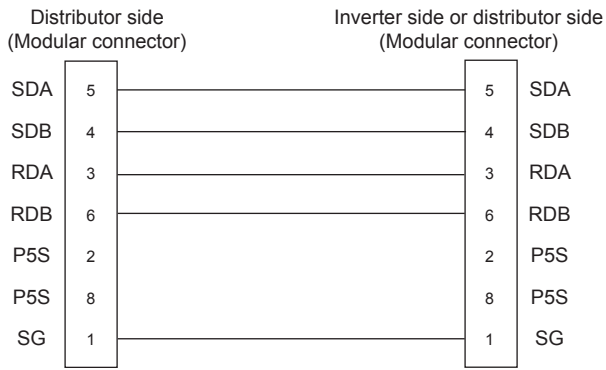 Distributor side
(Modular connector)
Inverter side or distributor side
(Modular connector)
SDA 5 5 SDA
SDB 4 4 SDB
RDA 3 3 RDA
RDB 6 6 RDB
P5S 2 2 P5S
P5S 8 8 P5S
SG 1 1 SG